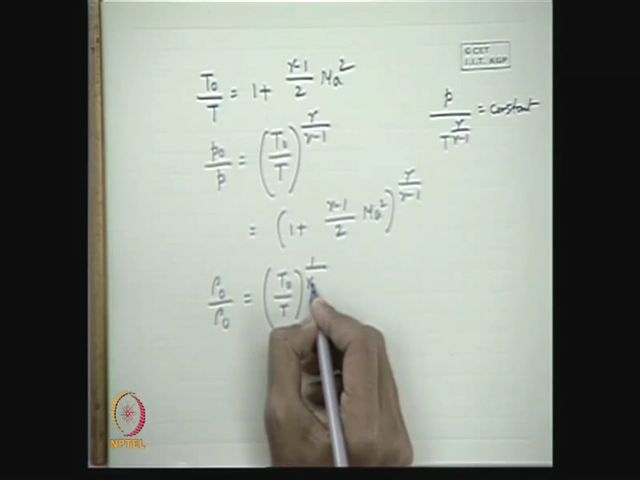 © CET
I.I.T. KGP
T₀/T = 1 + (γ-1)/2 Ma²
p/T^(γ/(γ-1)) = constant
p₀/p = (T₀/T)^(γ/(γ-1))
= (1 + (γ-1)/2 Ma²)^(γ/(γ-1))
ρ₀/ρ₀ = (T₀/T)^(1/γ
NPTEL